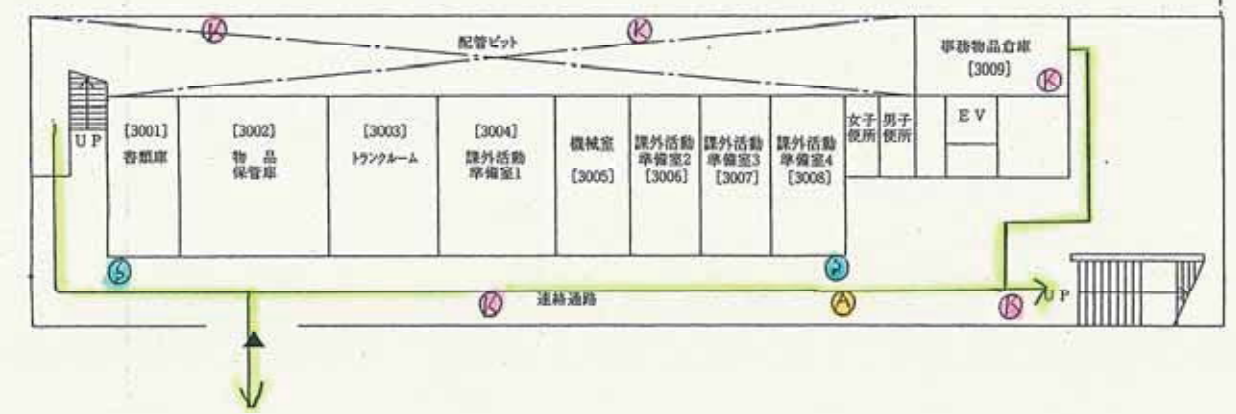 Ⓚ
Ⓚ
配管ピット
事務物品倉庫
[3009]
Ⓚ
UP
[3001]
書類庫
[3002]
物品
保管庫
[3003]
トランクルーム
[3004]
課外活動
準備室1
機械室
[3005]
課外活動
準備室2
[3006]
課外活動
準備室3
[3007]
課外活動
準備室4
[3008]
女子
便所
男子
便所
EV
Ⓚ
連絡通路
Ⓐ
Ⓚ
UP